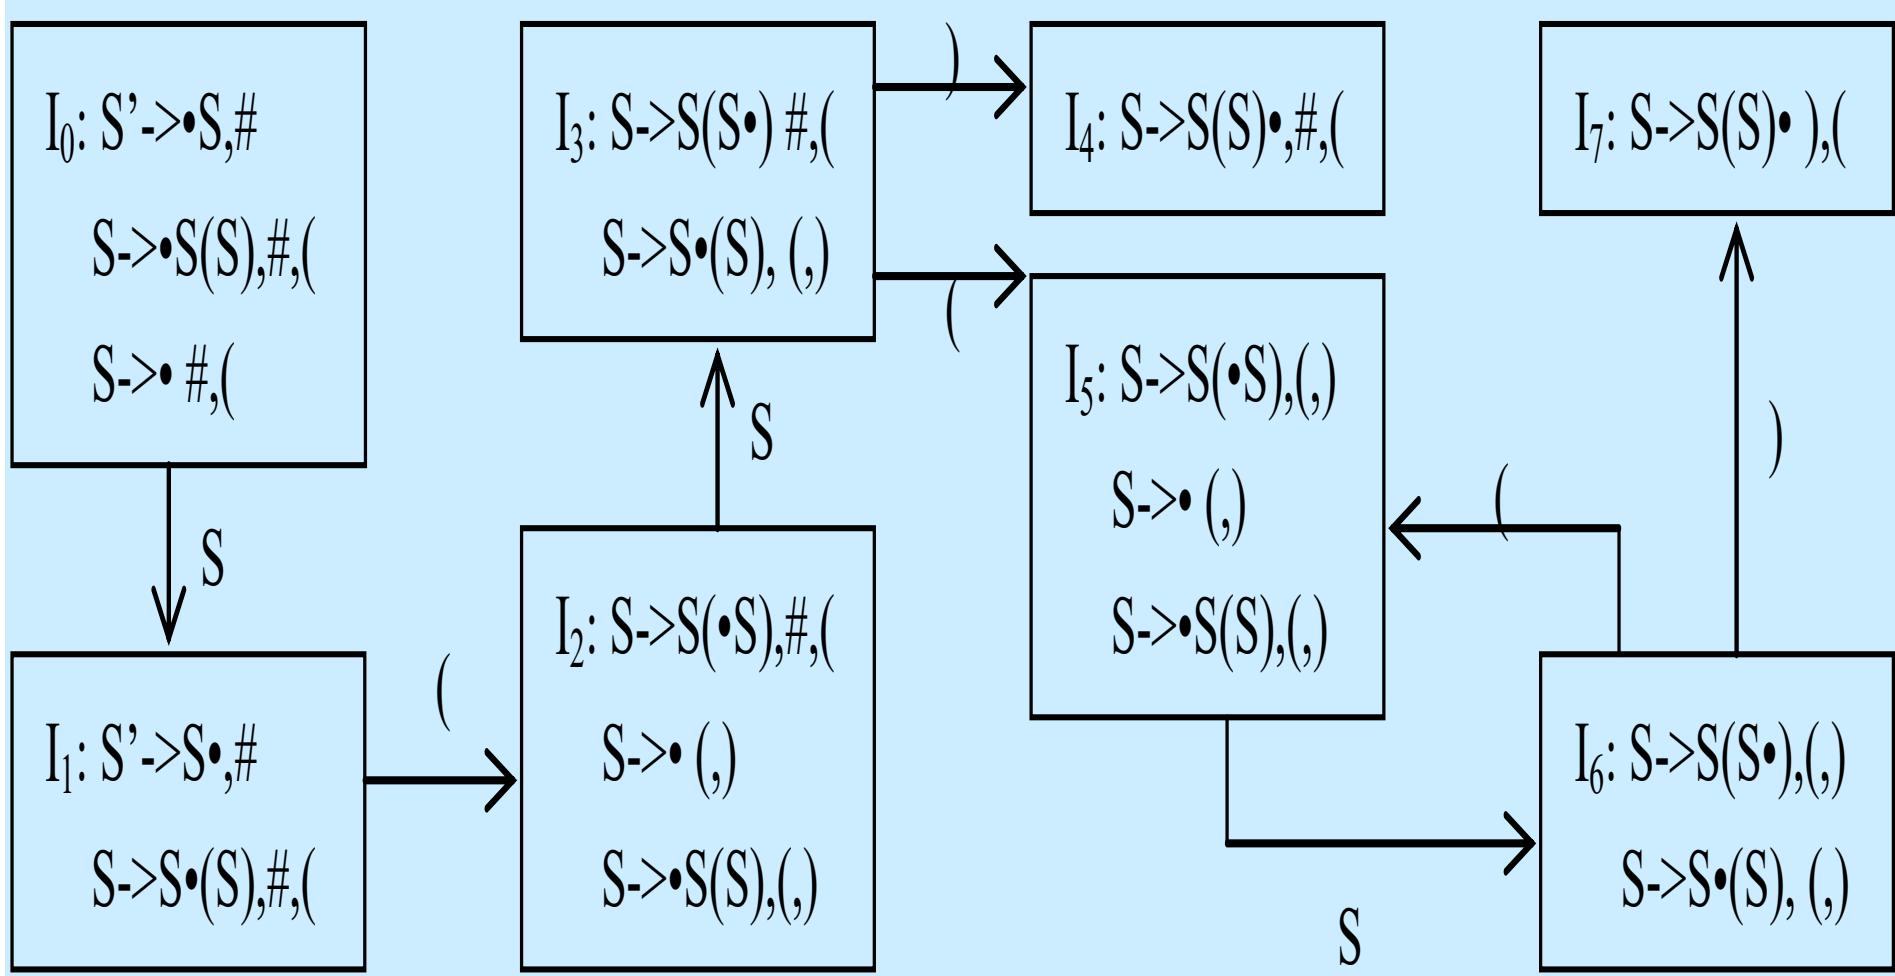 I0: S’->•S,#
S->•S(S),#,(
S->• #,(
S
I1: S’->S•,#
S->S•(S),#,(
(
I2: S->S(•S),#,(
S->• (,)
S->•S(S),(,)
S
I3: S->S(S•) #,(
S->S•(S), (,)
)
(
I4: S->S(S)•,#,(
I5: S->S(•S),(,)
S->• (,)
S->•S(S),(,)
S
(
I6: S->S(S•),(,)
S->S•(S), (,)
)
I7: S->S(S)• ),(